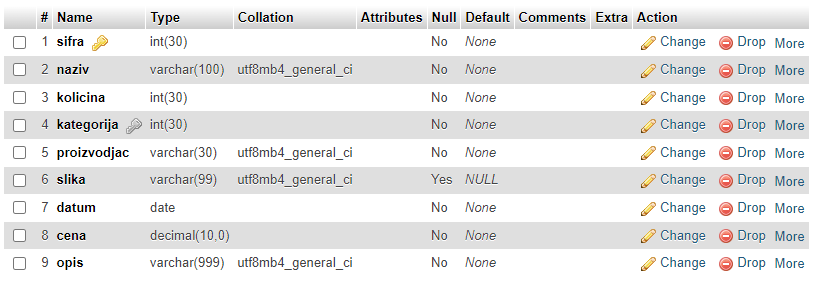 # Name Type Collation Attributes Null Default Comments Extra Action
1 sifra int(30) No None Change Drop More
2 naziv varchar(100) utf8mb4_general_ci No None Change Drop More
3 kolicina int(30) No None Change Drop More
4 kategorija int(30) No None Change Drop More
5 proizvodjac varchar(30) utf8mb4_general_ci No None Change Drop More
6 slika varchar(99) utf8mb4_general_ci Yes NULL Change Drop More
7 datum date No None Change Drop More
8 cena decimal(10,0) No None Change Drop More
9 opis varchar(999) utf8mb4_general_ci No None Change Drop More